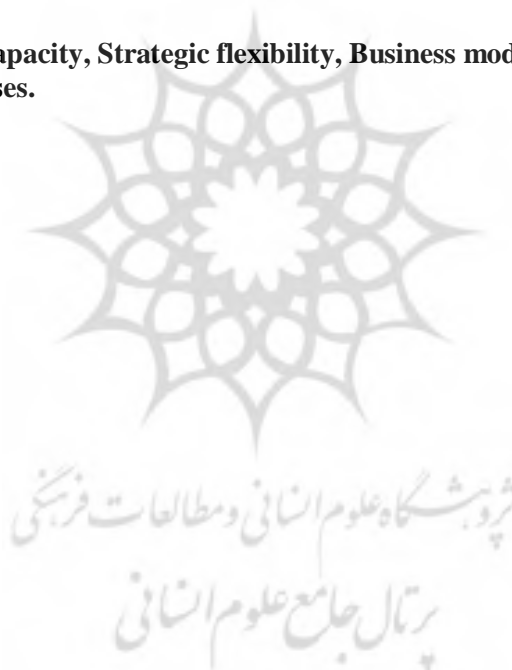 apacity, Strategic flexibility, Business mod
ses.
پژوهشگاه علوم انسانی و مطالعات فرهنگی
پرتال جامع علوم انسانی